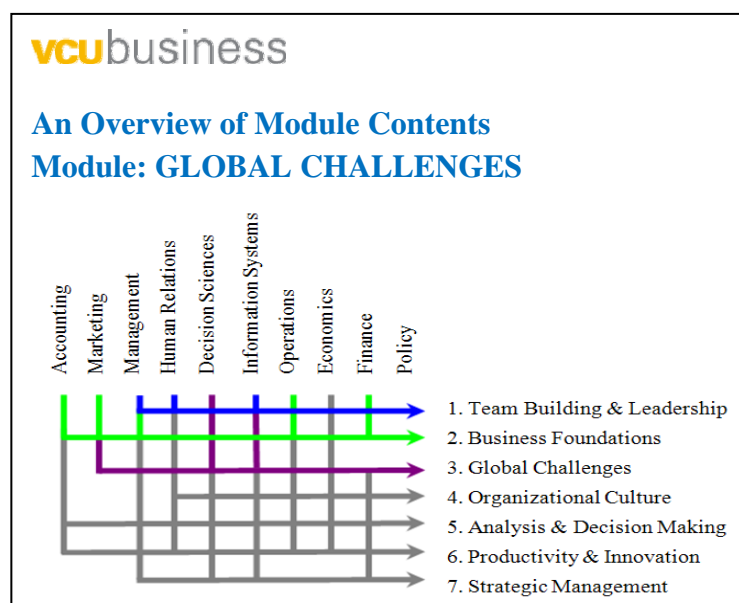 vcubusiness
An Overview of Module Contents
Module: GLOBAL CHALLENGES
Accounting
Marketing
Management
Human Relations
Decision Sciences
Information Systems
Operations
Economics
Finance
Policy
1. Team Building & Leadership
2. Business Foundations
3. Global Challenges
4. Organizational Culture
5. Analysis & Decision Making
6. Productivity & Innovation
7. Strategic Management